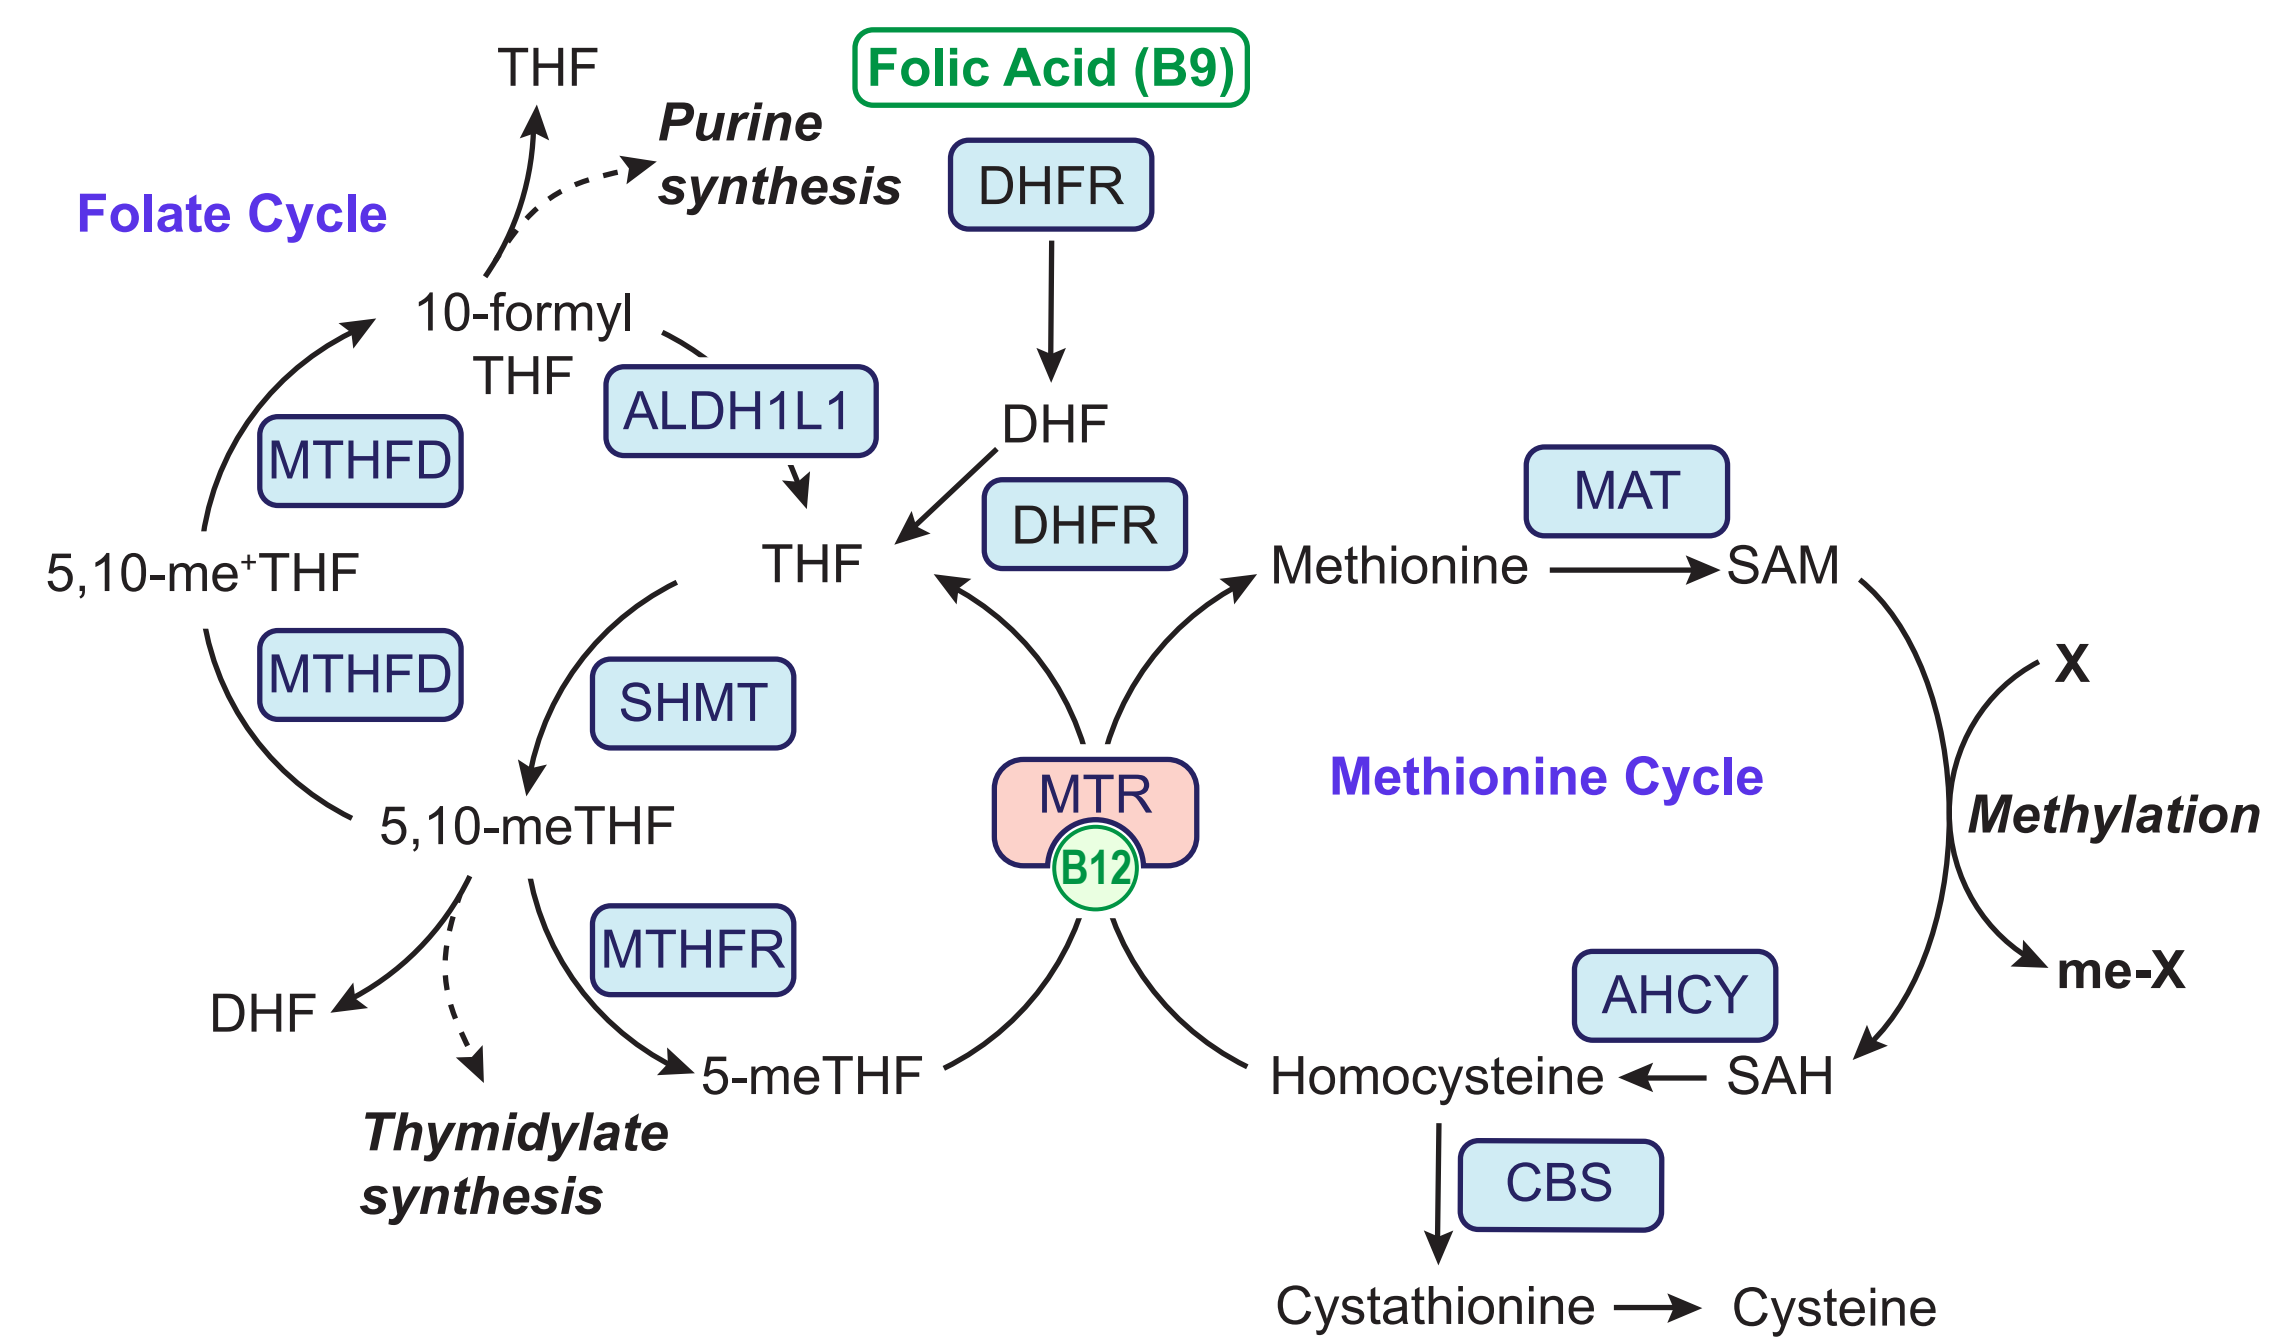 THF
Folic Acid (B9)
Purine
synthesis
DHFR
Folate Cycle
10-formyl
THF
ALDH1L1
DHF
MTHFD
MAT
DHFR
5,10-me⁺THF
THF
Methionine
SAM
MTHFD
SHMT
X
MTR
B12
Methionine Cycle
Methylation
5,10-meTHF
MTHFR
AHCY
me-X
DHF
5-meTHF
Homocysteine
SAH
Thymidylate
synthesis
CBS
Cystathionine
Cysteine